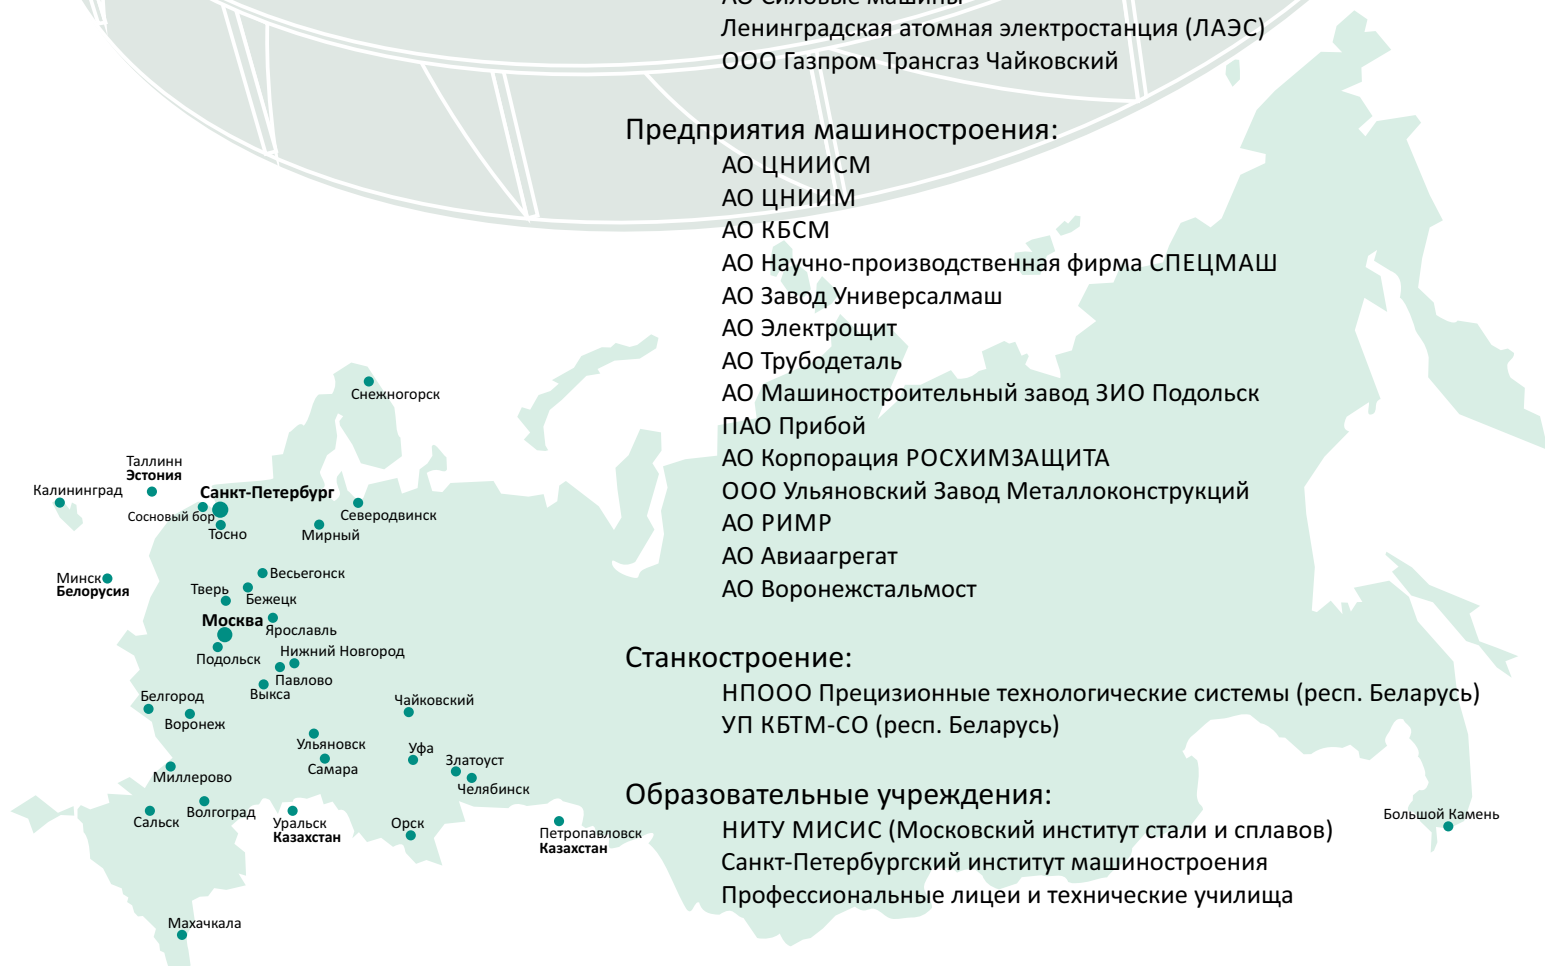 АО Силовые машины
Ленинградская атомная электростанция (ЛАЭС)
ООО Газпром Трансгаз Чайковский
Предприятия машиностроения:
АО ЦНИИСМ
АО ЦНИИМ
АО КБСМ
АО Научно-производственная фирма СПЕЦМАШ
АО Завод Универсалмаш
АО Электрощит
АО Трубодеталь
АО Машиностроительный завод ЗИО Подольск
ПАО Прибой
АО Корпорация РОСХИМЗАЩИТА
ООО Ульяновский Завод Металлоконструкций
АО РИМР
АО Авиаагрегат
АО Воронежстальмост
Станкостроение:
НПООО Прецизионные технологические системы (респ. Беларусь)
УП КБТМ-СО (респ. Беларусь)
Образовательные учреждения:
НИТУ МИСИС (Московский институт стали и сплавов)
Санкт-Петербургский институт машиностроения
Профессиональные лицеи и технические училища
Снежногорск
Таллинн
Эстония
Калининград
Санкт-Петербург
Сосновый бор
Тосно
Северодвинск
Мирный
Минск
Белорусия
Весьегонск
Тверь
Бежецк
Москва
Ярославль
Подольск
Нижний Новгород
Павлово
Выкса
Белгород
Воронеж
Чайковский
Ульяновск
Самара
Уфа
Златоуст
Челябинск
Миллерово
Волгоград
Сальск
Уральск
Казахстан
Орск
Петропавловск
Казахстан
Большой Камень
Махачкала